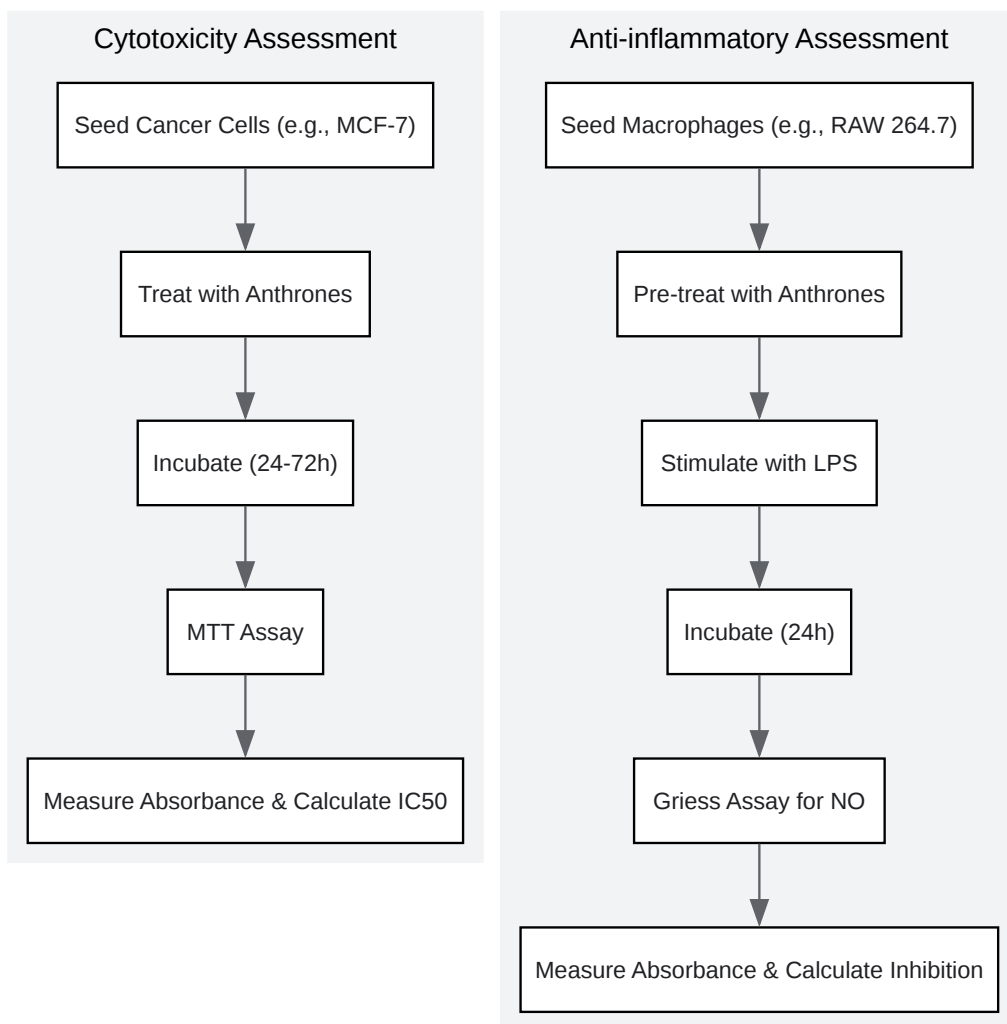 Cytotoxicity Assessment
Seed Cancer Cells (e.g., MCF-7)
Treat with Anthrones
Incubate (24-72h)
MTT Assay
Measure Absorbance & Calculate IC50
Anti-inflammatory Assessment
Seed Macrophages (e.g., RAW 264.7)
Pre-treat with Anthrones
Stimulate with LPS
Incubate (24h)
Griess Assay for NO
Measure Absorbance & Calculate Inhibition